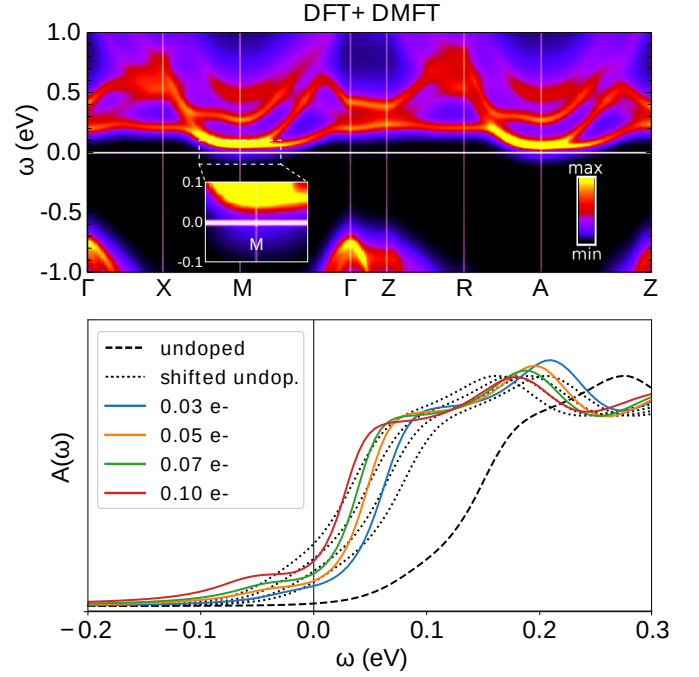 DFT+ DMFT
ω (eV)
1.0
0.5
0.0
-0.5
-1.0
0.1
0.0
-0.1
M
max
min
Γ X M Γ Z R A Z
A(ω)
undoped
shifted undop.
0.03 e-
0.05 e-
0.07 e-
0.10 e-
−0.2 −0.1 0.0 0.1 0.2 0.3
ω (eV)